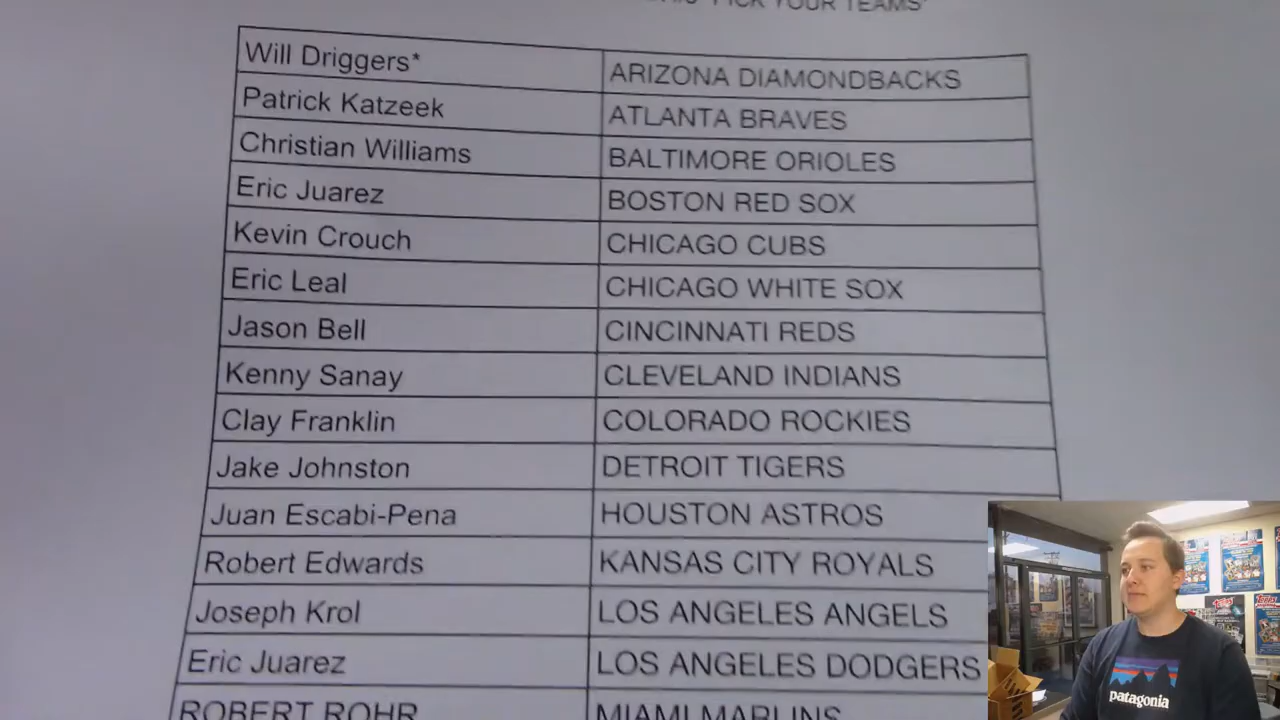 PICK YOUR TEAMS'
Will Driggers* ARIZONA DIAMONDBACKS
Patrick Katzeek ATLANTA BRAVES
Christian Williams BALTIMORE ORIOLES
Eric Juarez BOSTON RED SOX
Kevin Crouch CHICAGO CUBS
Eric Leal CHICAGO WHITE SOX
Jason Bell CINCINNATI REDS
Kenny Sanay CLEVELAND INDIANS
Clay Franklin COLORADO ROCKIES
Jake Johnston DETROIT TIGERS
Juan Escabi-Pena HOUSTON ASTROS
Robert Edwards KANSAS CITY ROYALS
Joseph Krol LOS ANGELES ANGELS
Eric Juarez LOS ANGELES DODGERS
ROBERT ROHR MIAMI MARLINS
patagonia